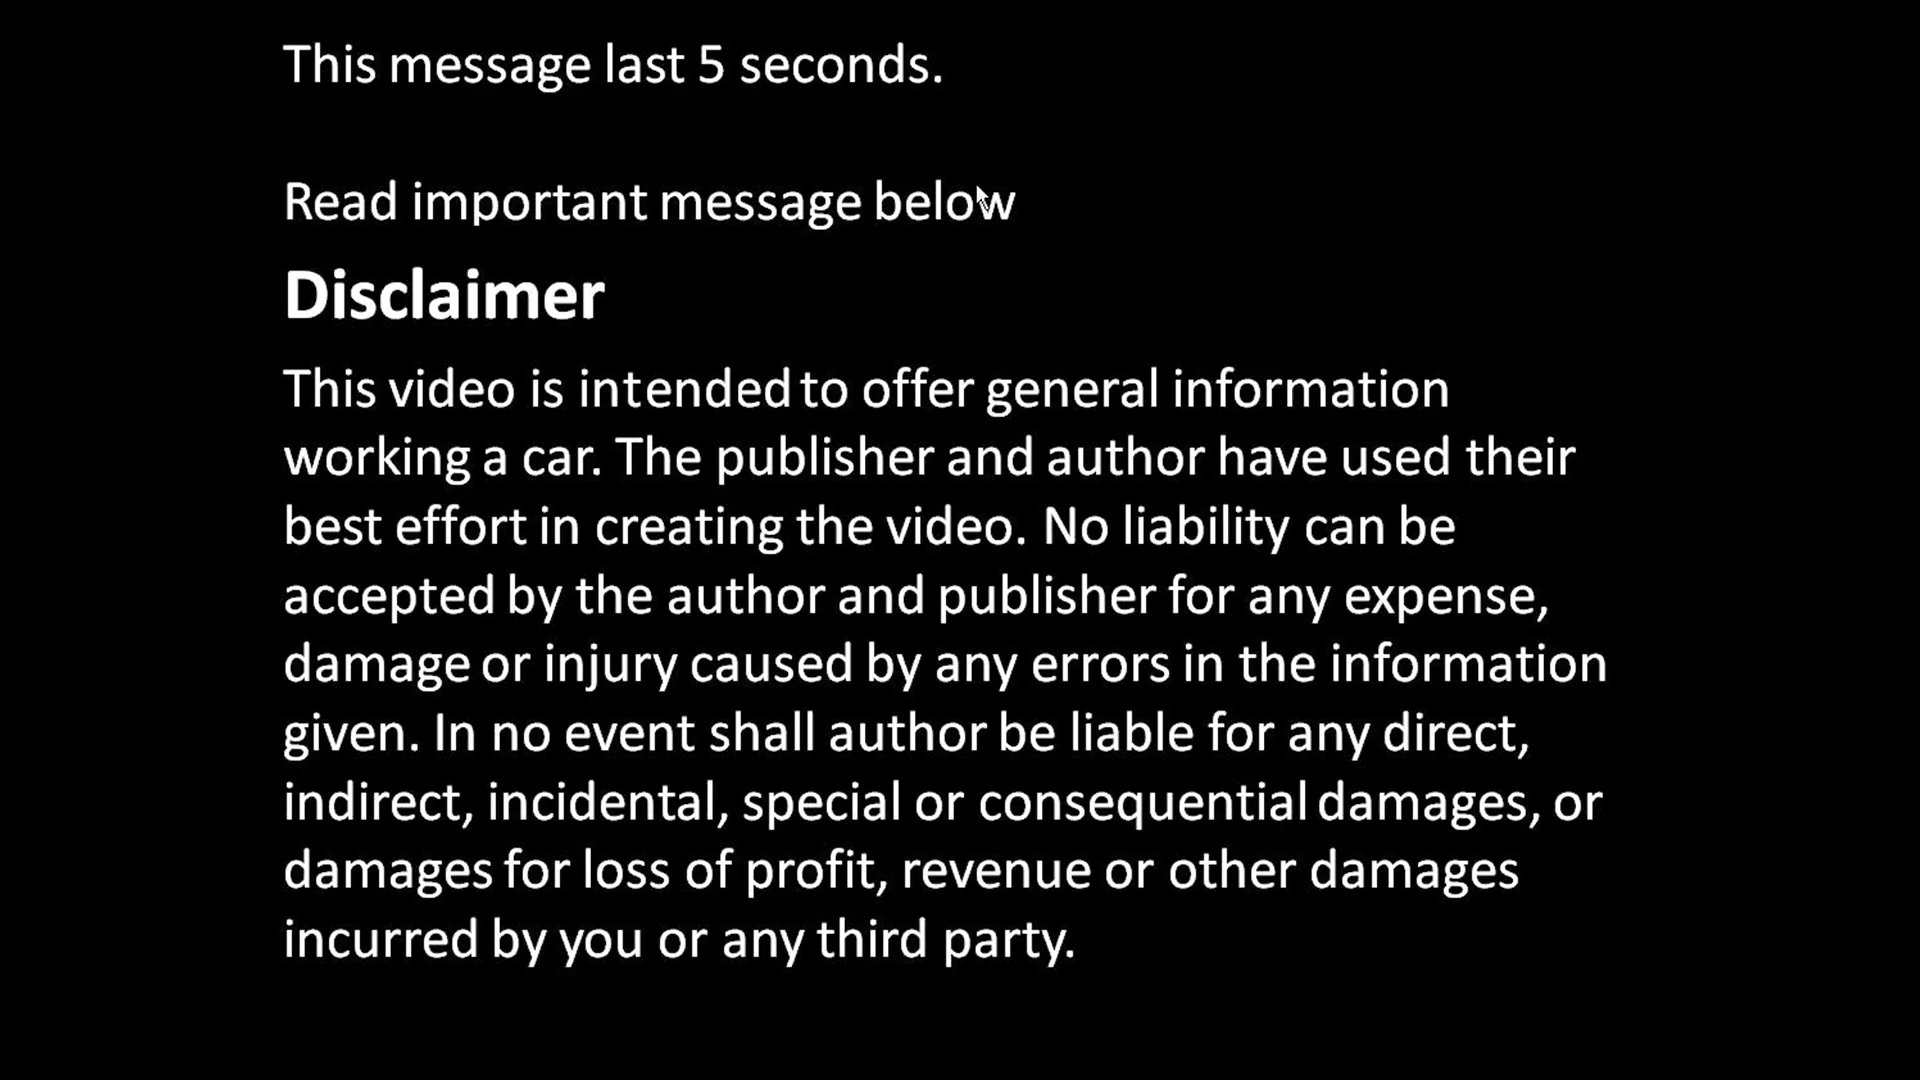 This message last 5 seconds.
Read important message below
Disclaimer
This video is intended to offer general information
working a car. The publisher and author have used their
best effort in creating the video. No liability can be
accepted by the author and publisher for any expense,
damage or injury caused by any errors in the information
given. In no event shall author be liable for any direct,
indirect, incidental, special or consequential damages, or
damages for loss of profit, revenue or other damages
incurred by you or any third party.